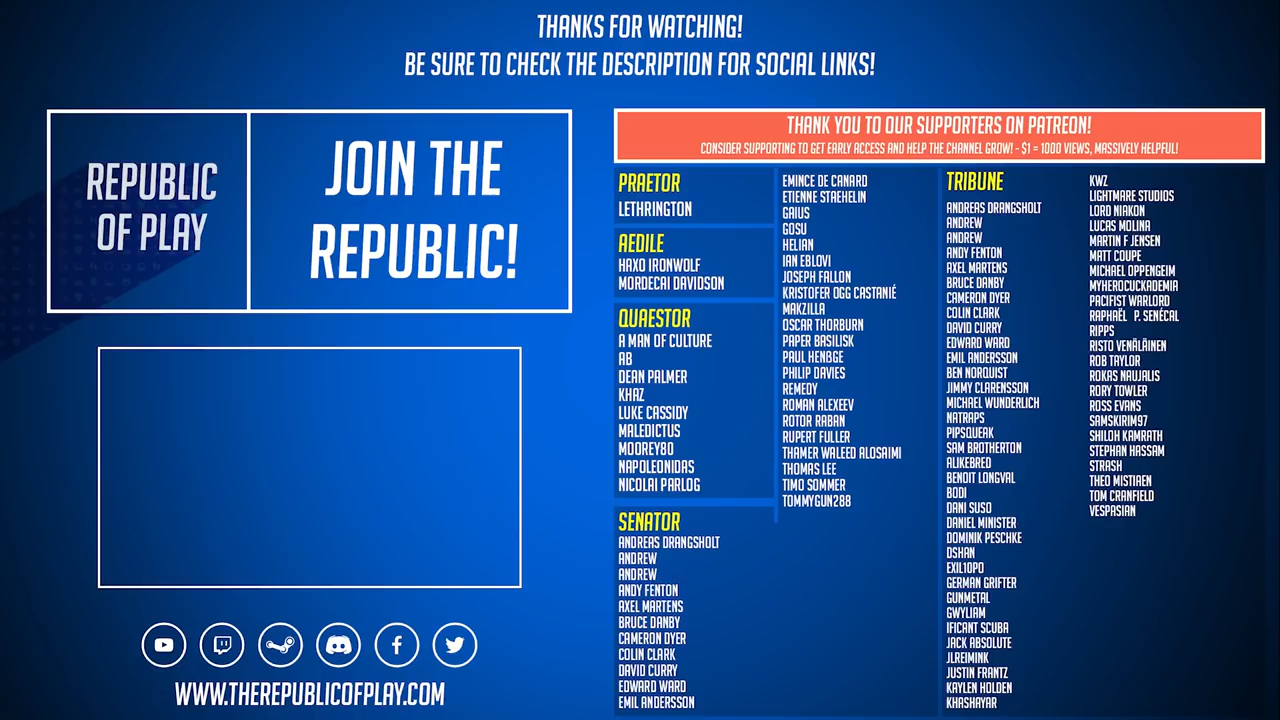 THANKS FOR WATCHING!
BE SURE TO CHECK THE DESCRIPTION FOR SOCIAL LINKS!
REPUBLIC
OF PLAY
JOIN THE
REPUBLIC!
WWW.THEREPUBLICOFPLAY.COM
THANK YOU TO OUR SUPPORTERS ON PATREON!
CONSIDER SUPPORTING TO GET EARLY ACCESS AND HELP THE CHANNEL GROW! - $1 = 1000 VIEWS, MASSIVELY HELPFUL!
PRAETOR
LETHRINGTON
AEDILE
HAXO IRONWOLF
MORDECAI DAVIDSON
QUAESTOR
A MAN OF CULTURE
AB
DEAN PALMER
KHAZ
LUKE CASSIDY
MALEDICTUS
MOOREY80
NAPOLEONIDAS
NICOLAI PARLOG
SENATOR
ANDREAS DRANGSHOLT
ANDREW
ANDREW
ANDY FENTON
AXEL MARTENS
BRUCE DANBY
CAMERON DYER
COLIN CLARK
DAVID CURRY
EDWARD WARD
EMIL ANDERSSON
EMINCE DE CANARD
ETIENNE STAEHELIN
GAIUS
GOSU
HELIAN
IAN EBLOVI
JOSEPH FALLON
KRISTOFER OGG CASTANIÉ
MAKZILLA
OSCAR THORBURN
PAPER BASILISK
PAUL HENßGE
PHILIP DAVIES
REMEDY
ROMAN ALEXEEV
ROTOR RABAN
RUPERT FULLER
THAMER WALEED ALOSAIMI
THOMAS LEE
TIMO SOMMER
TOMMYGUN288
TRIBUNE
ANDREAS DRANGSHOLT
ANDREW
ANDREW
ANDY FENTON
AXEL MARTENS
BRUCE DANBY
CAMERON DYER
COLIN CLARK
DAVID CURRY
EDWARD WARD
EMIL ANDERSSON
BEN NORQUIST
JIMMY CLARENSSON
MICHAEL WUNDERLICH
NATRAPS
PIPSQUEAK
SAM BROTHERTON
ALIKEBRED
BENOIT LONGVAL
BODI
DANI SUSO
DANIEL MINISTER
DOMINIK PESCHKE
DSHAN
EXIL10PO
GERMAN GRIFTER
GUNMETAL
GWYLIAM
IFICANT SCUBA
JACK ABSOLUTE
JLREIMINK
JUSTIN FRANTZ
KAYLEN HOLDEN
KHASHAYAR
KWZ
LIGHTMARE STUDIOS
LORD NIAKON
LUCAS MOLINA
MARTIN F JENSEN
MATT COUPE
MICHAEL OPPENGEIM
MYHEROCUCKADEMIA
PACIFIST WARLORD
RAPHAËL P. SENÉCAL
RIPPS
RISTO VENÄLÄINEN
ROB TAYLOR
ROKAS NAUJALIS
RORY TOWLER
ROSS EVANS
SAMSKIRIM97
SHILOH KAMRATH
STEPHAN HASSAM
STRASH
THEO MISTIAEN
TOM CRANFIELD
VESPASIAN